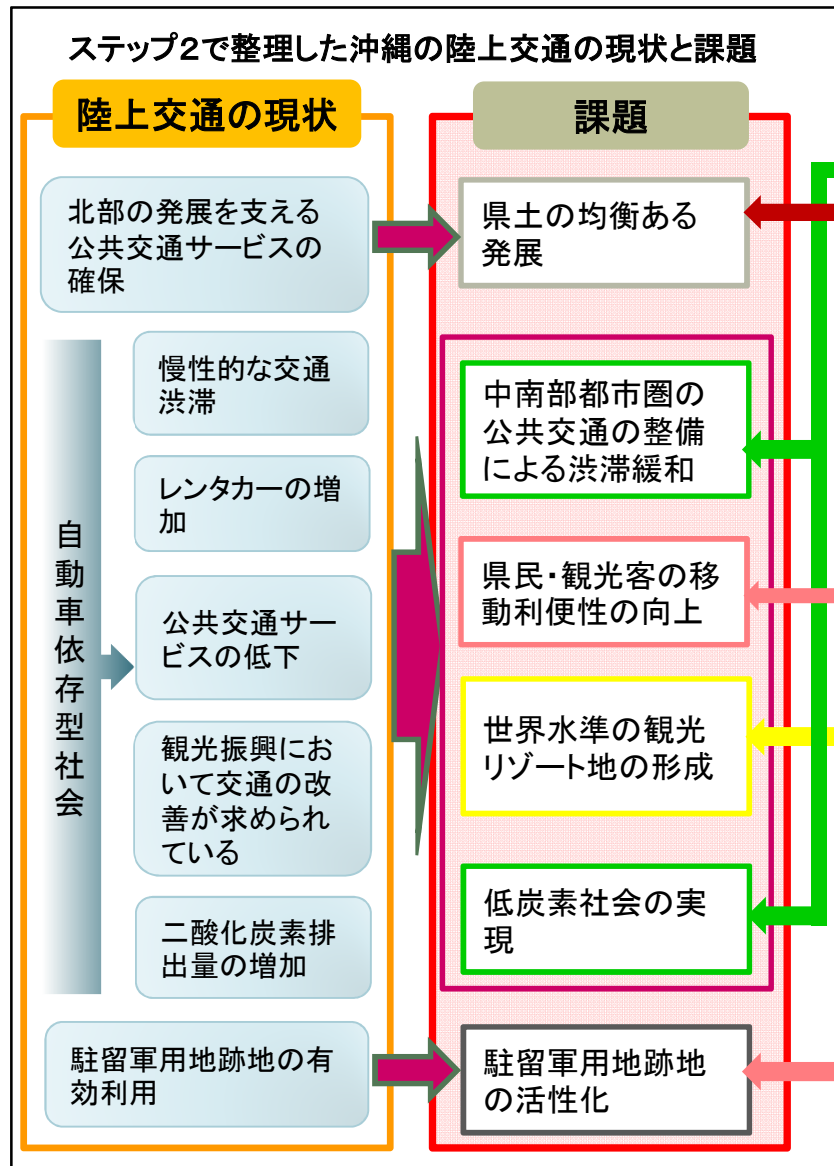 ステップ2で整理した沖縄の陸上交通の現状と課題
陸上交通の現状
北部の発展を支える
公共交通サービスの
確保
自動車依存型社会
慢性的な交通
渋滞
レンタカーの増
加
公共交通サー
ビスの低下
観光振興にお
いて交通の改
善が求められ
ている
二酸化炭素排
出量の増加
駐留軍用地跡地の有
効利用
課題
県土の均衡ある
発展
中南部都市圏の
公共交通の整備
による渋滞緩和
県民・観光客の移
動利便性の向上
世界水準の観光
リゾート地の形成
低炭素社会の実
現
駐留軍用地跡地
の活性化